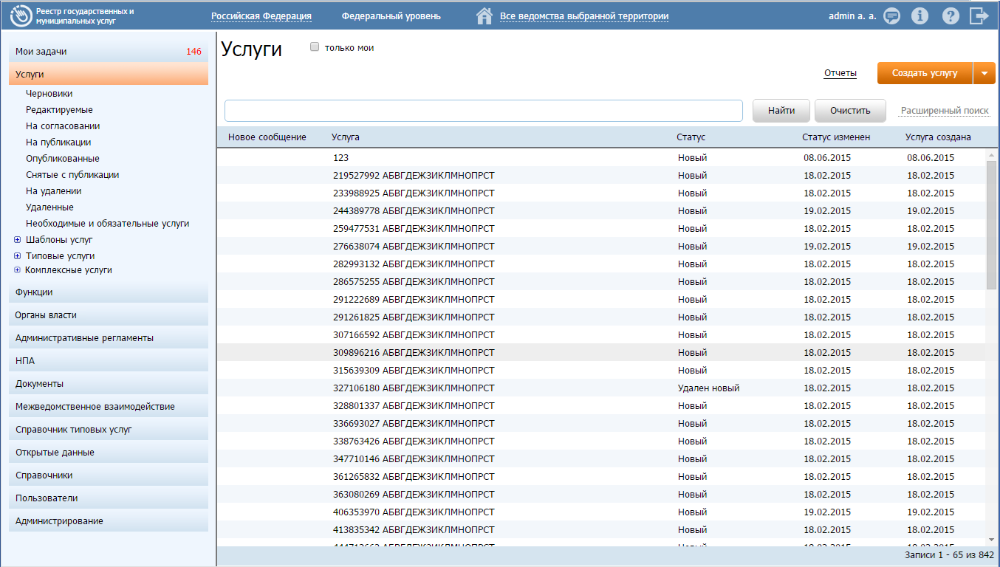 Реестр государственных и
муниципальных услуг
Российская Федерация Федеральный уровень Все ведомства выбранной территории admin a. a.
Мои задачи 146
Услуги
Черновики
Редактируемые
На согласовании
На публикации
Опубликованные
Снятые с публикации
На удалении
Удаленные
Необходимые и обязательные услуги
Шаблоны услуг
Типовые услуги
Комплексные услуги
Функции
Органы власти
Административные регламенты
НПА
Документы
Межведомственное взаимодействие
Справочник типовых услуг
Открытые данные
Справочники
Пользователи
Администрирование
Услуги только мои
Отчеты Создать услугу
Найти Очистить Расширенный поиск
Новое сообщение Услуга Статус Статус изменен Услуга создана
123 Новый 08.06.2015 08.06.2015
219527992 АБВГДЕЖЗИКЛМНОПРСТ Новый 18.02.2015 18.02.2015
233988925 АБВГДЕЖЗИКЛМНОПРСТ Новый 18.02.2015 18.02.2015
244389778 АБВГДЕЖЗИКЛМНОПРСТ Новый 19.02.2015 19.02.2015
259477531 АБВГДЕЖЗИКЛМНОПРСТ Новый 18.02.2015 18.02.2015
276638074 АБВГДЕЖЗИКЛМНОПРСТ Новый 19.02.2015 19.02.2015
282993132 АБВГДЕЖЗИКЛМНОПРСТ Новый 18.02.2015 18.02.2015
286575255 АБВГДЕЖЗИКЛМНОПРСТ Новый 18.02.2015 18.02.2015
291222689 АБВГДЕЖЗИКЛМНОПРСТ Новый 18.02.2015 18.02.2015
291261825 АБВГДЕЖЗИКЛМНОПРСТ Новый 18.02.2015 18.02.2015
307166592 АБВГДЕЖЗИКЛМНОПРСТ Новый 18.02.2015 18.02.2015
309896216 АБВГДЕЖЗИКЛМНОПРСТ Новый 18.02.2015 18.02.2015
315639309 АБВГДЕЖЗИКЛМНОПРСТ Новый 18.02.2015 18.02.2015
327106180 АБВГДЕЖЗИКЛМНОПРСТ Удален новый 18.02.2015 18.02.2015
328801337 АБВГДЕЖЗИКЛМНОПРСТ Новый 18.02.2015 18.02.2015
336693027 АБВГДЕЖЗИКЛМНОПРСТ Новый 18.02.2015 18.02.2015
338763426 АБВГДЕЖЗИКЛМНОПРСТ Новый 18.02.2015 18.02.2015
347710146 АБВГДЕЖЗИКЛМНОПРСТ Новый 18.02.2015 18.02.2015
361265832 АБВГДЕЖЗИКЛМНОПРСТ Новый 18.02.2015 18.02.2015
363080269 АБВГДЕЖЗИКЛМНОПРСТ Новый 18.02.2015 18.02.2015
406353970 АБВГДЕЖЗИКЛМНОПРСТ Новый 19.02.2015 19.02.2015
413835342 АБВГДЕЖЗИКЛМНОПРСТ Новый 18.02.2015 18.02.2015
Записи 1 - 65 из 842